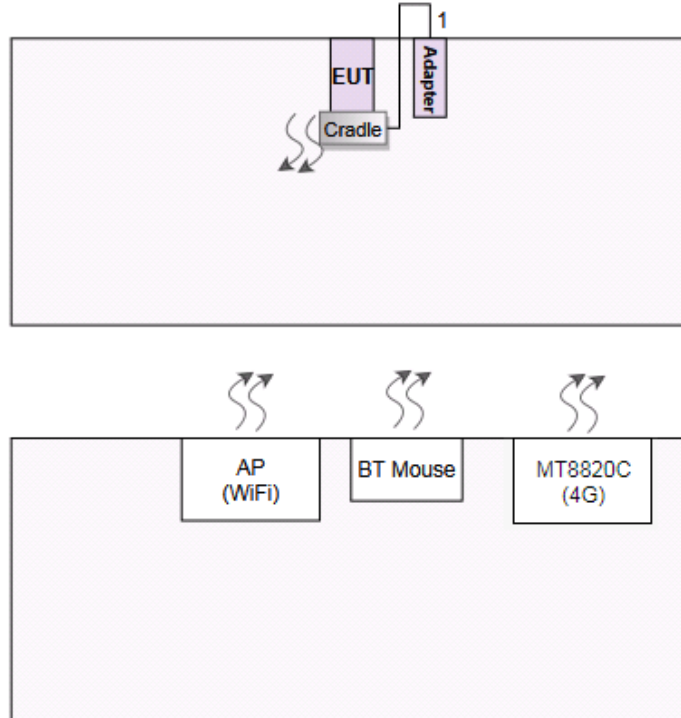 1
EUT
Adapter
Cradle
AP
(WiFi)
BT Mouse
MT8820C
(4G)